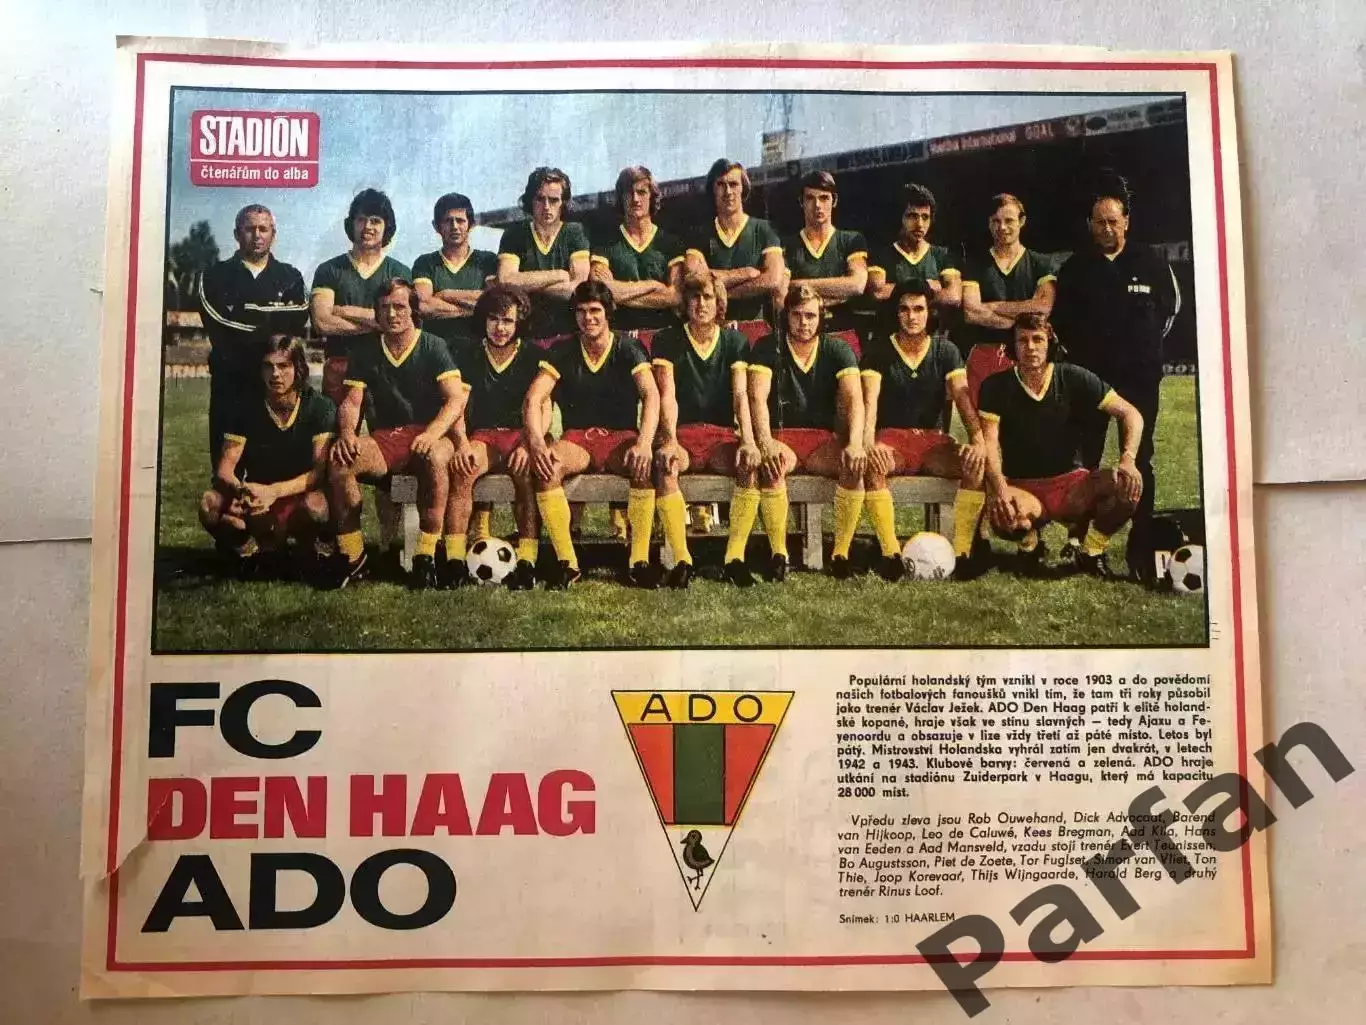 STADIÓN
čtenářům do alba
International GOAL
PUMA
FC
DEN HAAG
ADO
ADO
Populární holandský tým vznikl v roce 1903 a do povědomí
našich fotbalových fanoušků vnikl tím, že tam tři roky působil
jako trenér Václav Ježek. ADO Den Haag patří k elitě holand-
ské kopané, hraje však ve stínu slavných — tedy Ajaxu a Fe-
yenoordu a obsazuje v lize vždy třetí až páté místo. Letos byl
pátý. Mistrovství Holandska vyhrál zatím jen dvakrát, v letech
1942 a 1943. Klubové barvy: červená a zelená. ADO hraje
utkání na stadiónu Zuiderpark v Haagu, který má kapacitu
28 000 míst.
Vpředu zleva jsou Rob Ouwehand, Dick Advocaat, Barend
van Hijkoop, Leo de Caluwé, Kees Bregman, Aad Kila, Hans
van Eeden a Aad Mansveld, vzadu stojí trenér Evert Teunissen,
Bo Augustsson, Piet de Zoete, Tor Fuglset, Simon van Vliet, Ton
Thie, Joop Korevaar, Thijs Wijngaarde, Harald Berg a druhý
trenér Rinus Loof.
Snímek: 1:0 HAARLEM
Parfan